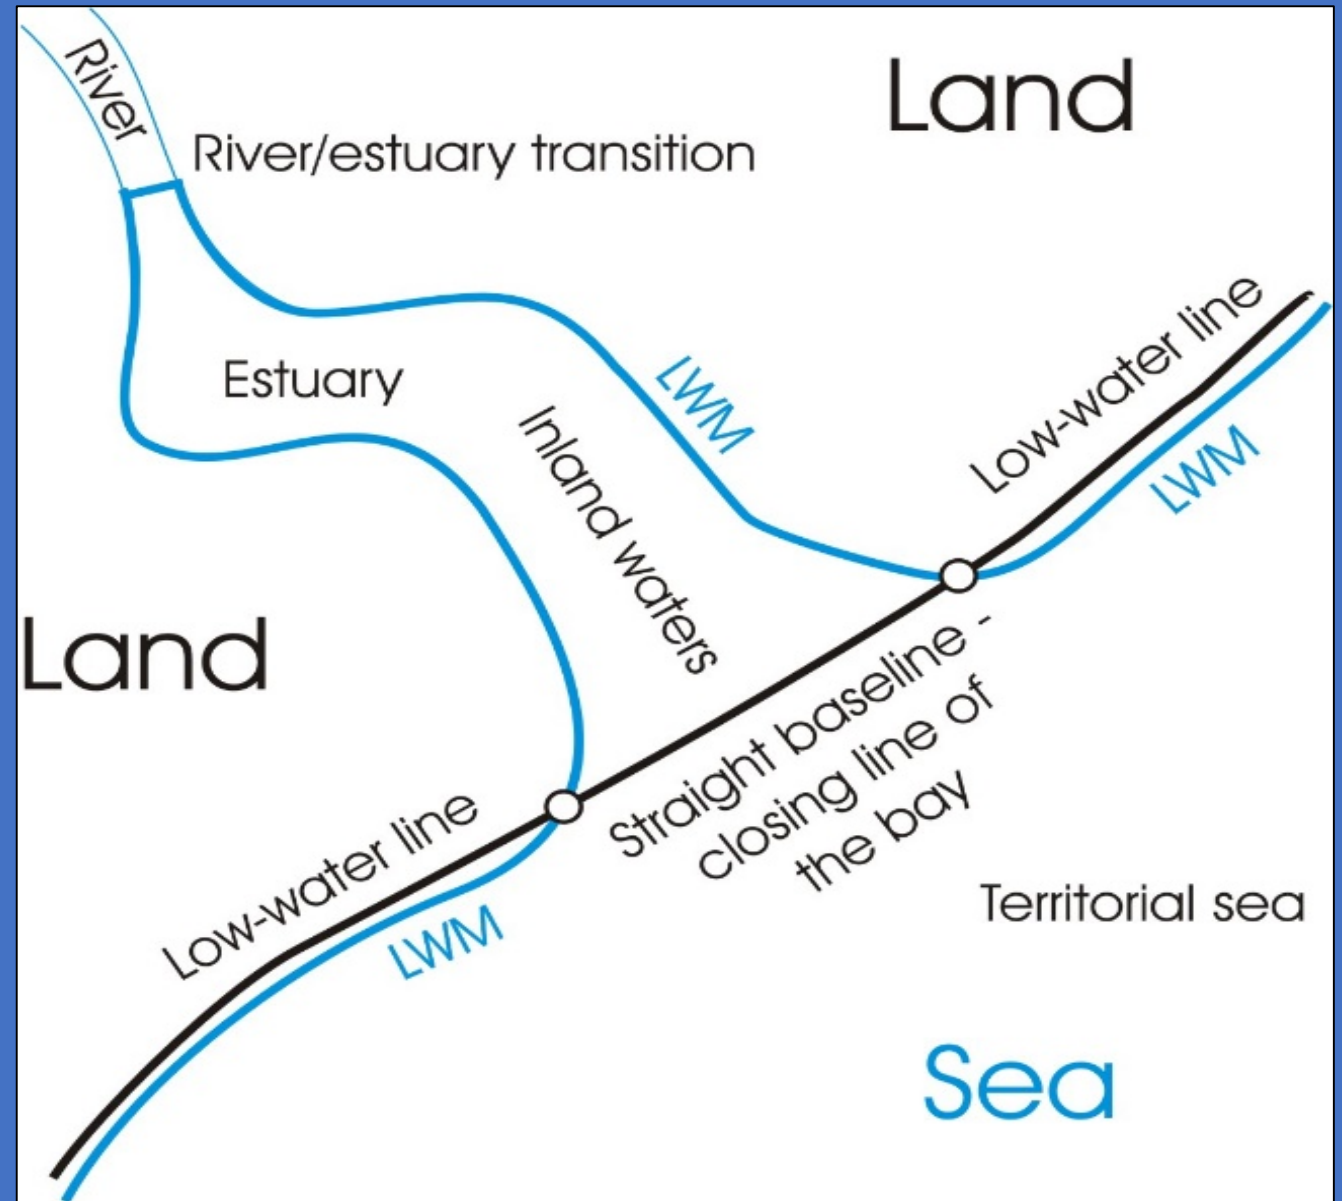 River
Land
River/estuary transition
Low-water line
LWM
LWM
Estuary
Inland waters
Land
Straight baseline -
closing line of
the bay
Low-water line
LWM
Territorial sea
Sea